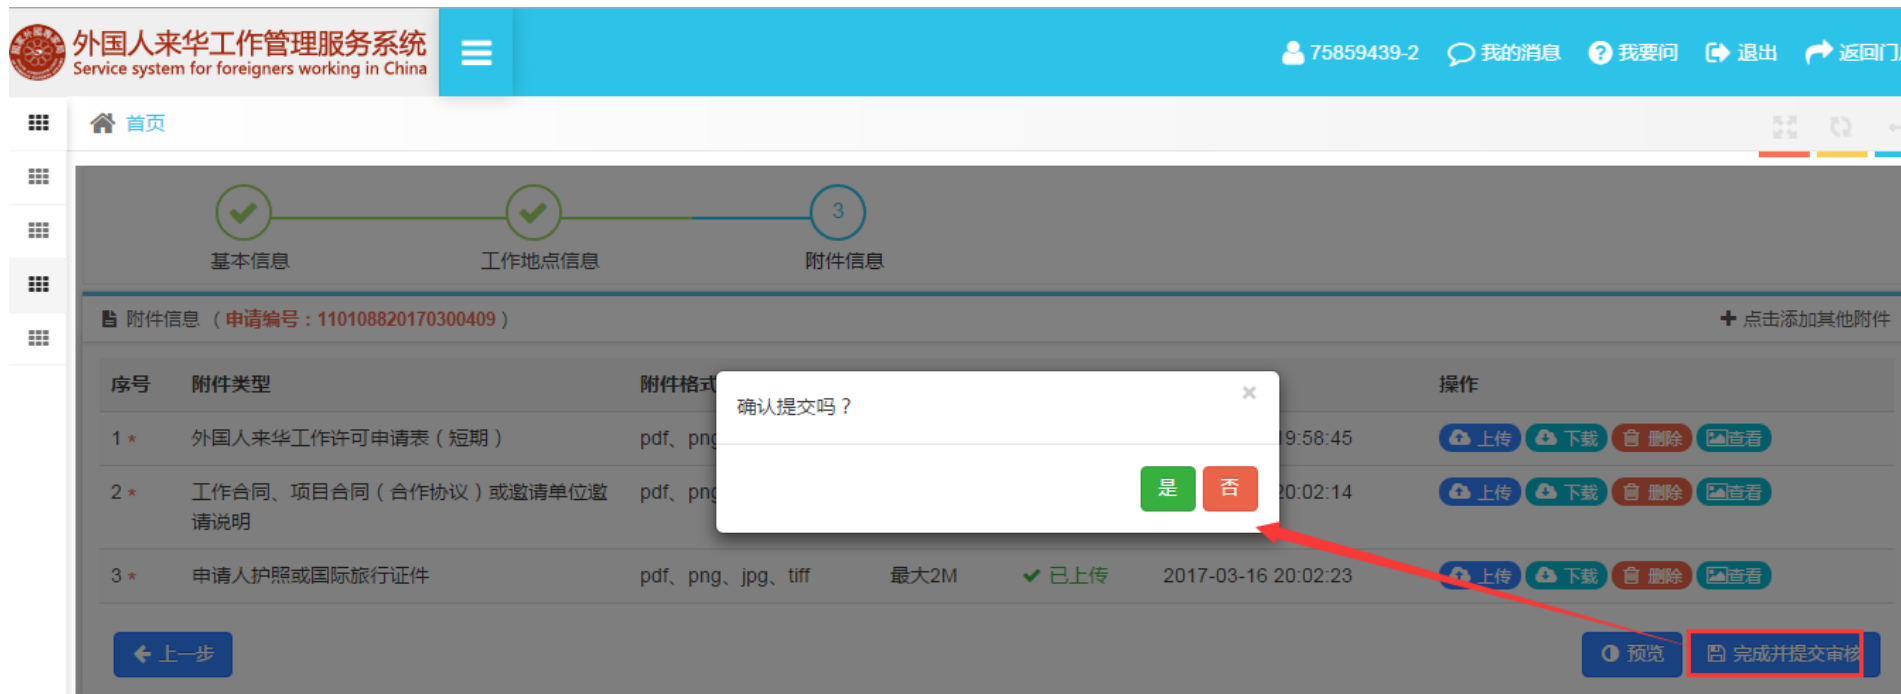 外国人来华工作管理服务系统
Service system for foreigners working in China
75859439-2 我的消息 我要问 退出 返回门
首页
3
基本信息 工作地点信息 附件信息
附件信息 （申请编号：110108820170300409） 点击添加其他附件
序号 附件类型 附件格式 操作
确认提交吗？ ×
1 * 外国人来华工作许可申请表（短期） pdf、png 19:58:45 上传 下载 删除 查看
2 * 工作合同、项目合同（合作协议）或邀请单位邀 pdf、png 是 否 20:02:14 上传 下载 删除 查看
请说明
3 * 申请人护照或国际旅行证件 pdf、png、jpg、tiff 最大2M 已上传 2017-03-16 20:02:23 上传 下载 删除 查看
上一步 预览 完成并提交审核